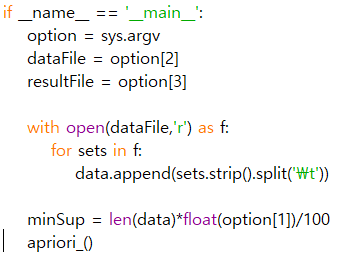 if __name__ == '__main__':
    option = sys.argv
    dataFile = option[2]
    resultFile = option[3]

    with open(dataFile,'r') as f:
        for sets in f:
            data.append(sets.strip().split('₩t'))

    minSup = len(data)*float(option[1])/100
    apriori_()